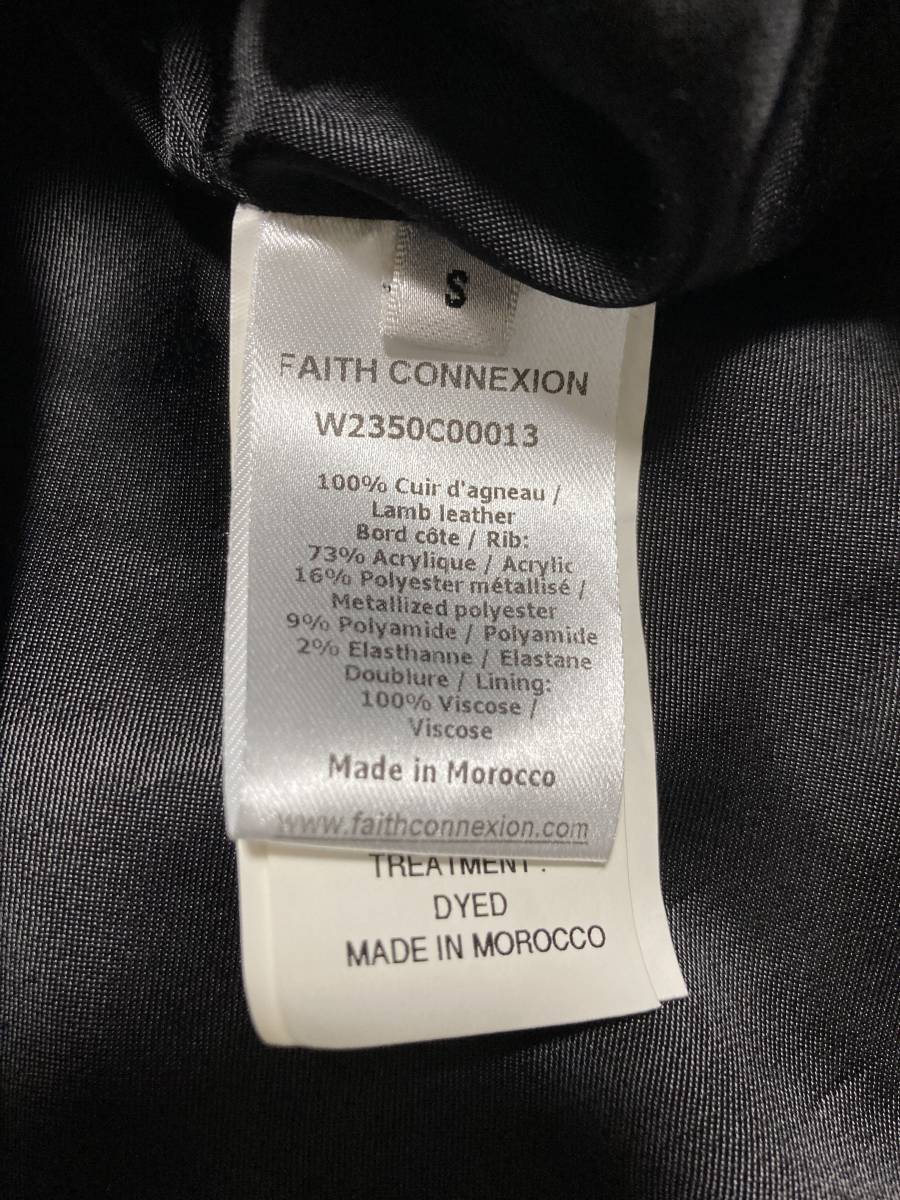 S
FAITH CONNEXION
W2350C00013
100% Cuir d'agneau /
Lamb leather
Bord côte / Rib:
73% Acrylique / Acrylic
16% Polyester métallisé /
Metallized polyester
9% Polyamide / Polyamide
2% Elasthanne / Elastane
Doublure / Lining:
100% Viscose /
Viscose
Made in Morocco
www.faithconnexion.com
TREATMENT :
DYED
MADE IN MOROCCO